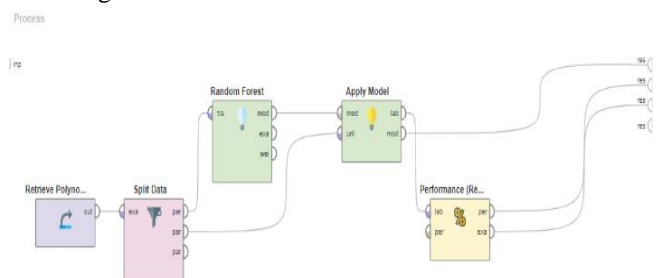 Process
inp
Random Forest
tra
mod
exa
wei
Apply Model
mod
unl
lab
mod
res
res
res
res
Retrieve Polyno...
out
Split Data
exa
par
par
par
Performance (Re...
lab
per
per
exa